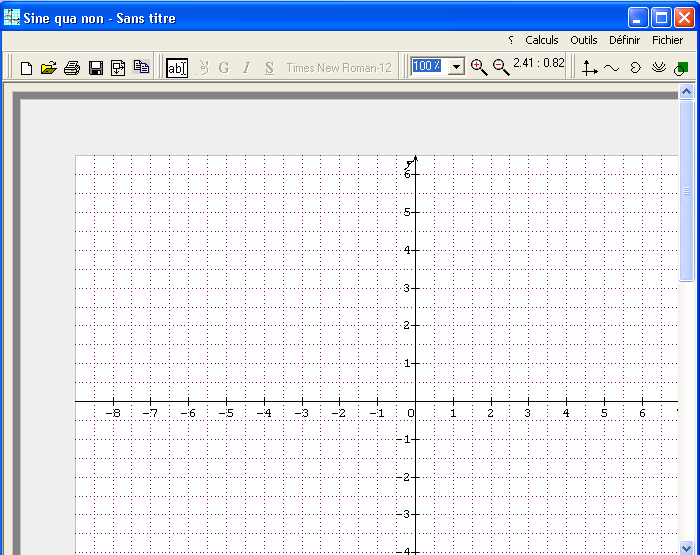 Sine qua non - Sans titre
؟ Calculs Outils Définir Fichier
ab G I S Times New Roman-12 100 % 2.41 : 0.82
y
6
5
4
3
2
1
-8 -7 -6 -5 -4 -3 -2 -1 0 1 2 3 4 5 6
-1
-2
-3
-4